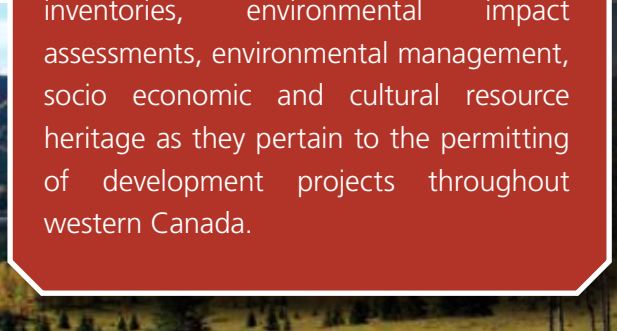 inventories, environmental impact
assessments, environmental management,
socio economic and cultural resource
heritage as they pertain to the permitting
of development projects throughout
western Canada.